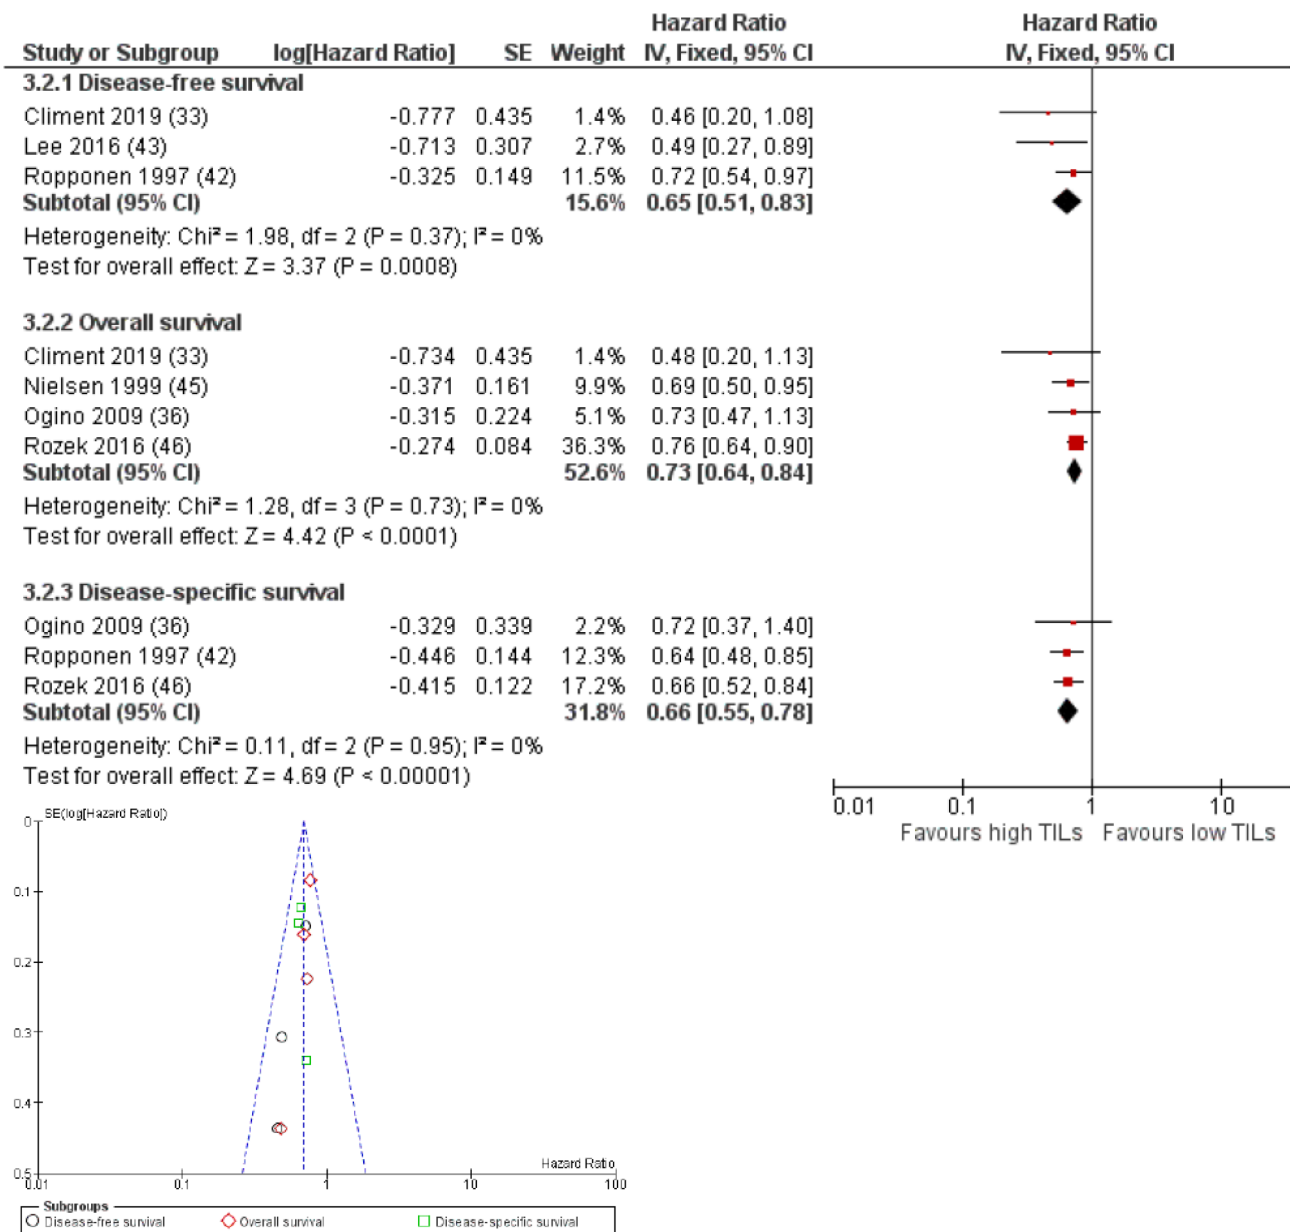 Hazard Ratio Hazard Ratio
Study or Subgroup log[Hazard Ratio] SE Weight IV, Fixed, 95% CI IV, Fixed, 95% CI
3.2.1 Disease-free survival
Climent 2019 (33) -0.777 0.435 1.4% 0.46 [0.20, 1.08]
Lee 2016 (43) -0.713 0.307 2.7% 0.49 [0.27, 0.89]
Ropponen 1997 (42) -0.325 0.149 11.5% 0.72 [0.54, 0.97]
Subtotal (95% CI) 15.6% 0.65 [0.51, 0.83]
Heterogeneity: Chi² = 1.98, df = 2 (P = 0.37); I² = 0%
Test for overall effect: Z = 3.37 (P = 0.0008)
3.2.2 Overall survival
Climent 2019 (33) -0.734 0.435 1.4% 0.48 [0.20, 1.13]
Nielsen 1999 (45) -0.371 0.161 9.9% 0.69 [0.50, 0.95]
Ogino 2009 (36) -0.315 0.224 5.1% 0.73 [0.47, 1.13]
Rozek 2016 (46) -0.274 0.084 36.3% 0.76 [0.64, 0.90]
Subtotal (95% CI) 52.6% 0.73 [0.64, 0.84]
Heterogeneity: Chi² = 1.28, df = 3 (P = 0.73); I² = 0%
Test for overall effect: Z = 4.42 (P < 0.0001)
3.2.3 Disease-specific survival
Ogino 2009 (36) -0.329 0.339 2.2% 0.72 [0.37, 1.40]
Ropponen 1997 (42) -0.446 0.144 12.3% 0.64 [0.48, 0.85]
Rozek 2016 (46) -0.415 0.122 17.2% 0.66 [0.52, 0.84]
Subtotal (95% CI) 31.8% 0.66 [0.55, 0.78]
Heterogeneity: Chi² = 0.11, df = 2 (P = 0.95); I² = 0%
Test for overall effect: Z = 4.69 (P < 0.00001)
0.01 0.1 1 10
Favours high TILs Favours low TILs
SE(log[Hazard Ratio])
0
0.1
0.2
0.3
0.4
0.5
Hazard Ratio
0.01 0.1 1 10 100
Subgroups
Disease-free survival Overall survival Disease-specific survival